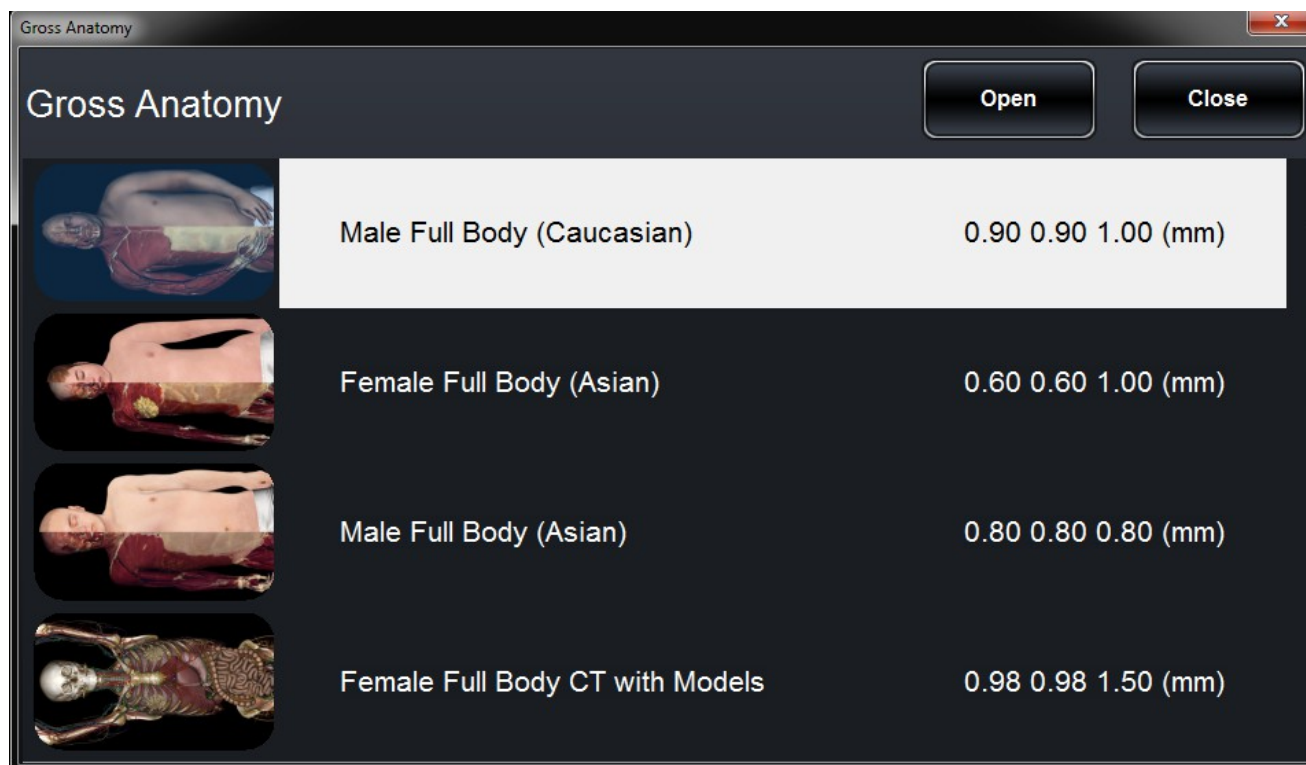 Gross Anatomy
Gross Anatomy
Open
Close
Male Full Body (Caucasian) 0.90 0.90 1.00 (mm)
Female Full Body (Asian) 0.60 0.60 1.00 (mm)
Male Full Body (Asian) 0.80 0.80 0.80 (mm)
Female Full Body CT with Models 0.98 0.98 1.50 (mm)